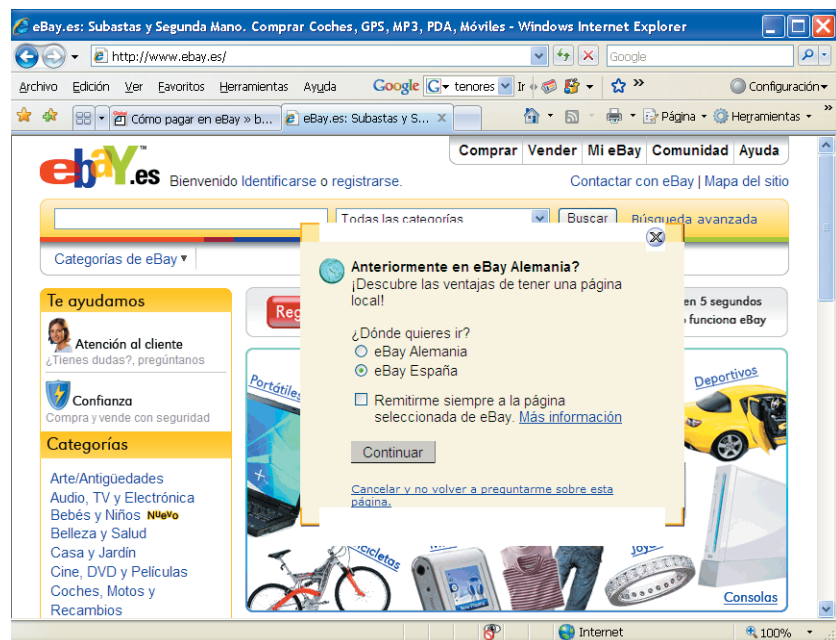 eBay.es: Subastas y Segunda Mano. Comprar Coches, GPS, MP3, PDA, Móviles - Windows Internet Explorer
http://www.ebay.es/
Google
Archivo Edición Ver Favoritos Herramientas Ayuda Google G tenores Ir » Configuración
Cómo pagar en eBay » b... eBay.es: Subastas y S... X Página Herramientas »
Comprar Vender Mi eBay Comunidad Ayuda
ebaY.es™ Bienvenido Identificarse o registrarse. Contactar con eBay | Mapa del sitio
Todas las categorías Buscar Búsqueda avanzada
Categorías de eBay
Te ayudamos
Atención al cliente
¿Tienes dudas?, pregúntanos
Confianza
Compra y vende con seguridad
Categorías
Arte/Antigüedades
Audio, TV y Electrónica
Bebés y Niños Nuevo
Belleza y Salud
Casa y Jardín
Cine, DVD y Películas
Coches, Motos y
Recambios
Reg
en 5 segundos
funciona eBay
Anteriormente en eBay Alemania?
¡Descubre las ventajas de tener una página
local!
¿Dónde quieres ir?
eBay Alemania
eBay España
Remitirme siempre a la página
seleccionada de eBay. Más información
Continuar
Cancelar y no volver a preguntarme sobre esta
página.
Portátiles
Deportivos
Bicicletas
Joyas
Consolas
Internet 100%